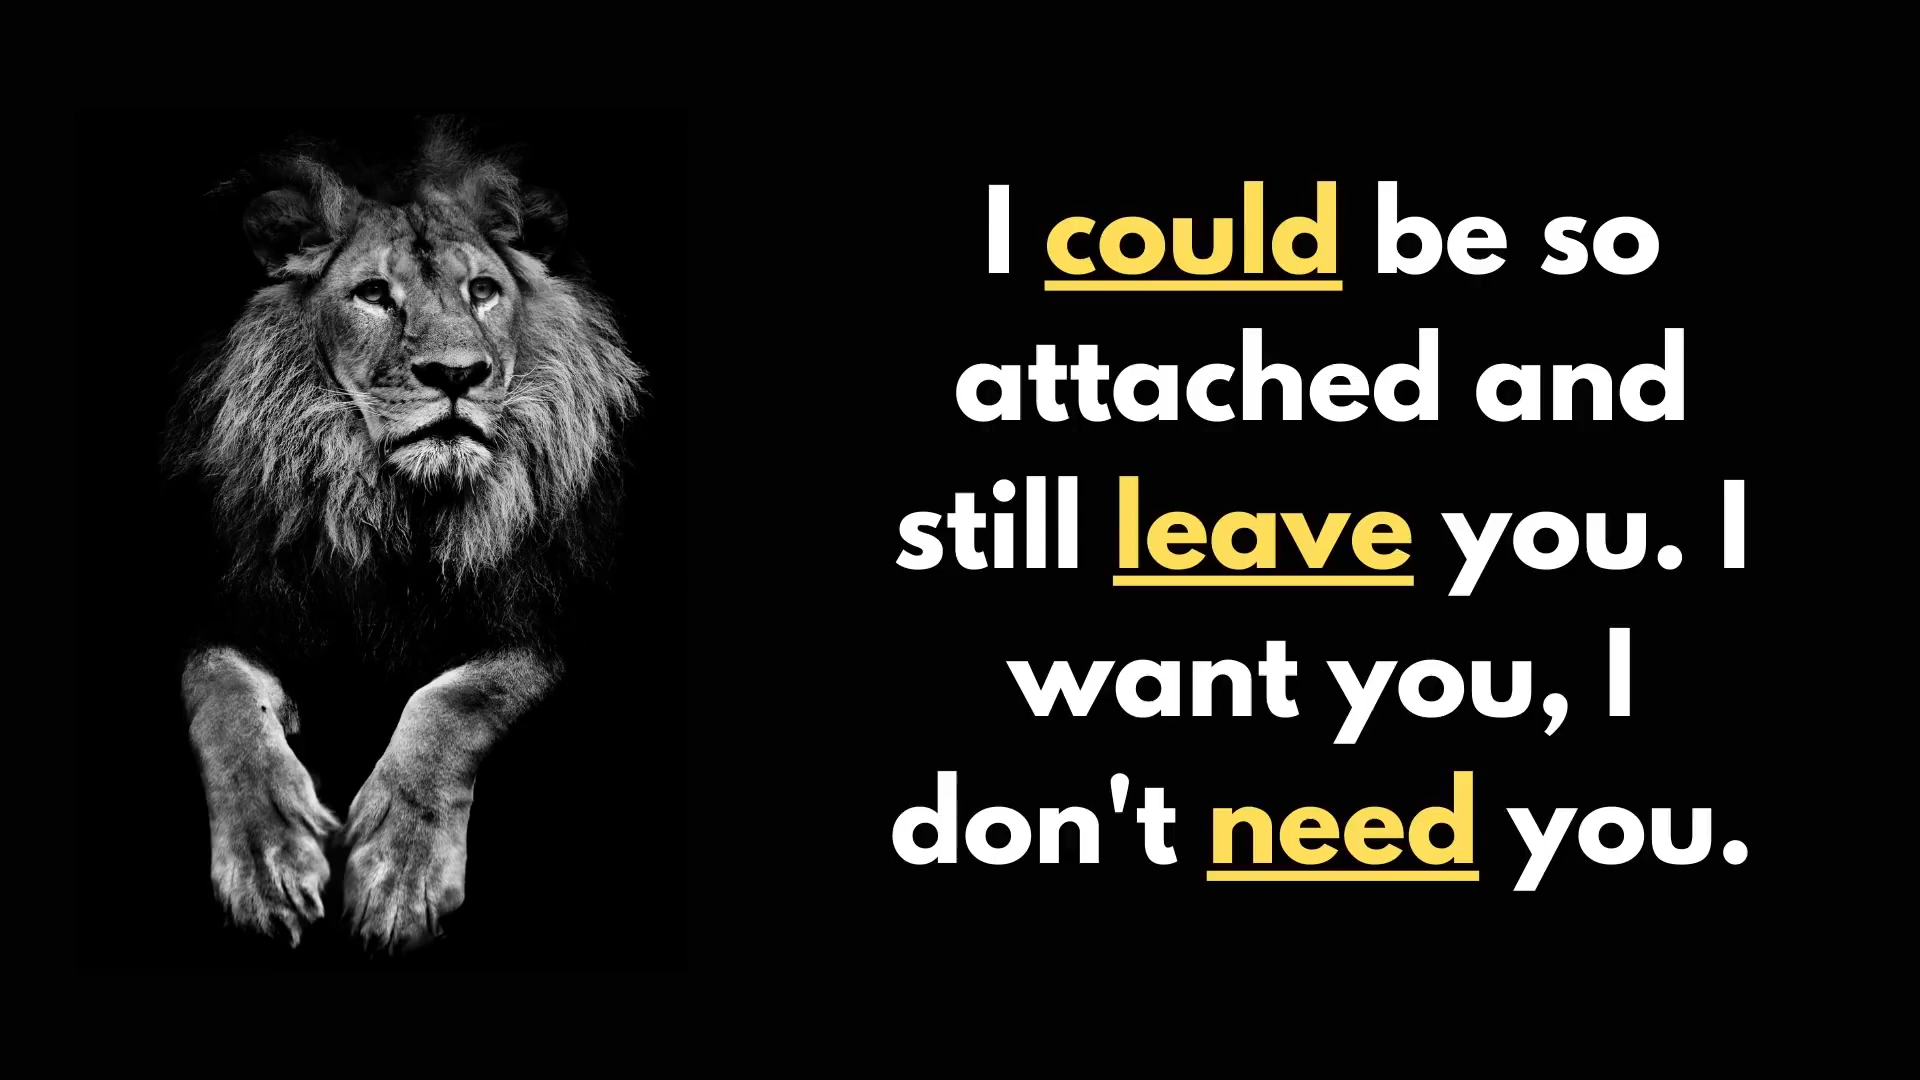 I could be so
attached and
still leave you. I
want you, I
don't need you.